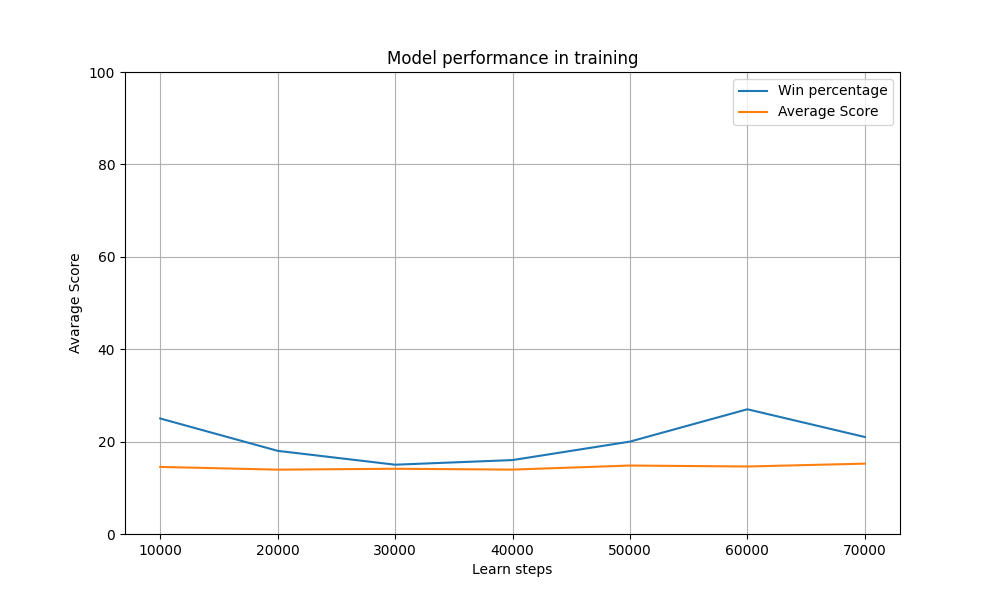 Model performance in training
Win percentage
Average Score
100
80
60
40
20
0
Avarage Score
10000 20000 30000 40000 50000 60000 70000
Learn steps